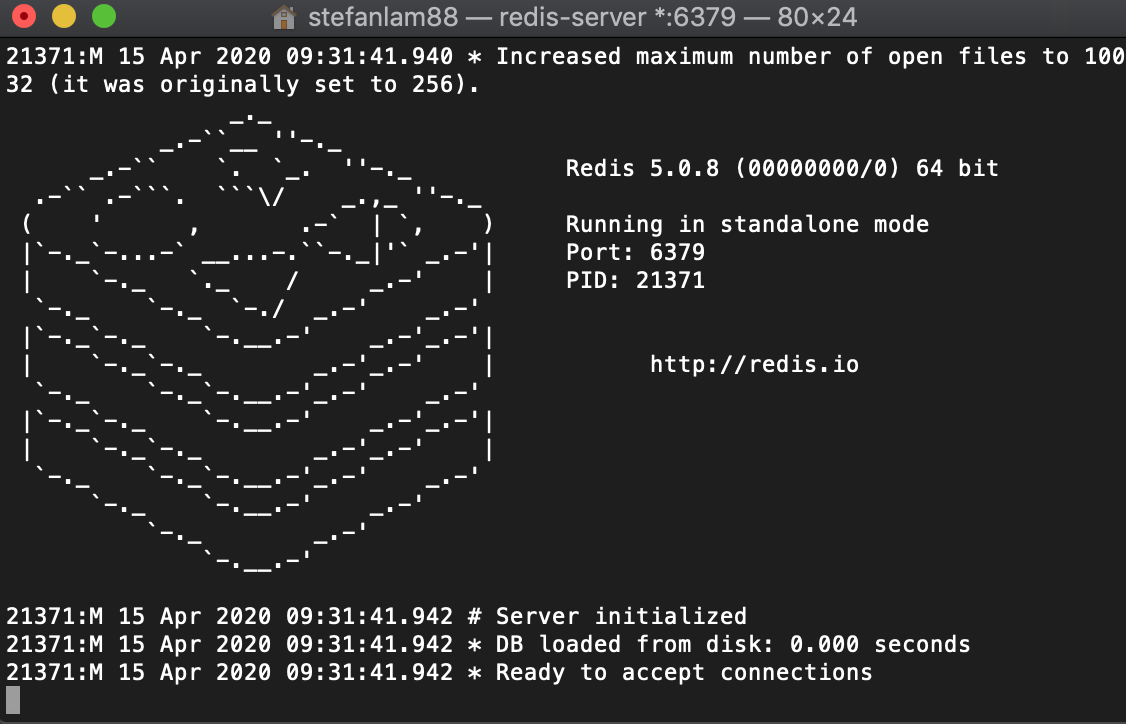 stefanlam88 — redis-server *:6379 — 80×24
21371:M 15 Apr 2020 09:31:41.940 * Increased maximum number of open files to 100
32 (it was originally set to 256).
Redis 5.0.8 (00000000/0) 64 bit
Running in standalone mode
Port: 6379
PID: 21371
http://redis.io
21371:M 15 Apr 2020 09:31:41.942 # Server initialized
21371:M 15 Apr 2020 09:31:41.942 * DB loaded from disk: 0.000 seconds
21371:M 15 Apr 2020 09:31:41.942 * Ready to accept connections